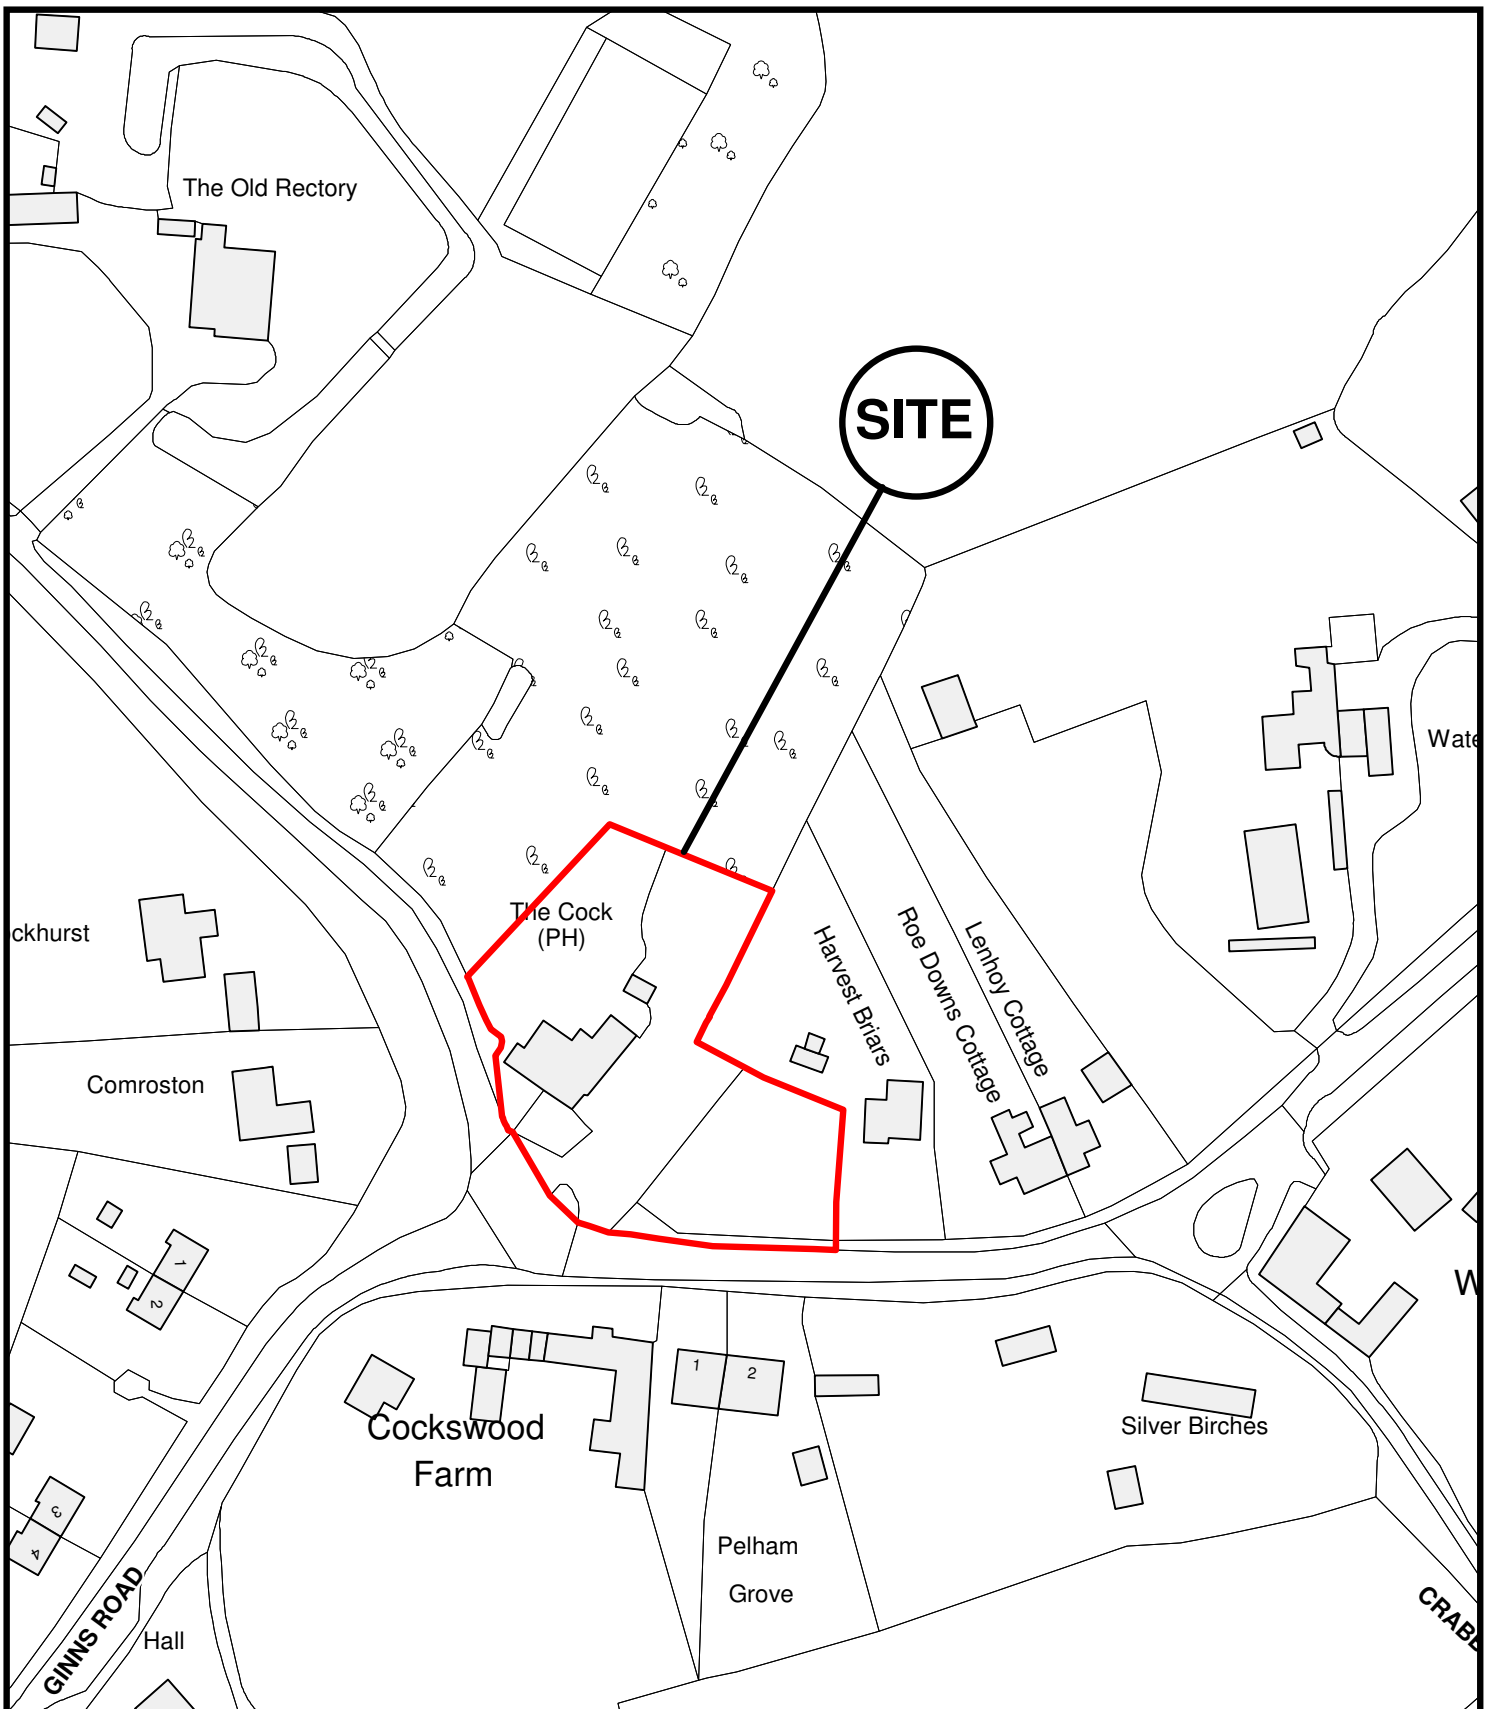 The Old Rectory
SITE
Wate
The Cock
(PH)
ckhurst
Harvest Briars
Roe Downs Cottage
Lenhoy Cottage
Comroston
1
2
W
1
2
Cockswood
Farm
Silver Birches
3
4
Pelham
Grove
GINNS ROAD
Hall
CRABB